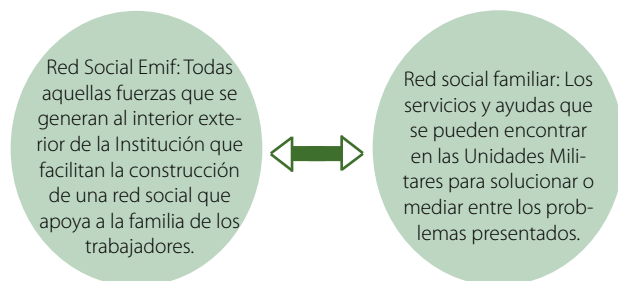 Red Social Emif: Todas
aquellas fuerzas que se
generan al interior exte-
rior de la Institución que
facilitan la construcción
de una red social que
apoya a la familia de los
trabajadores.
Red social familiar: Los
servicios y ayudas que
se pueden encontrar
en las Unidades Mili-
tares para solucionar o
mediar entre los prob-
lemas presentados.